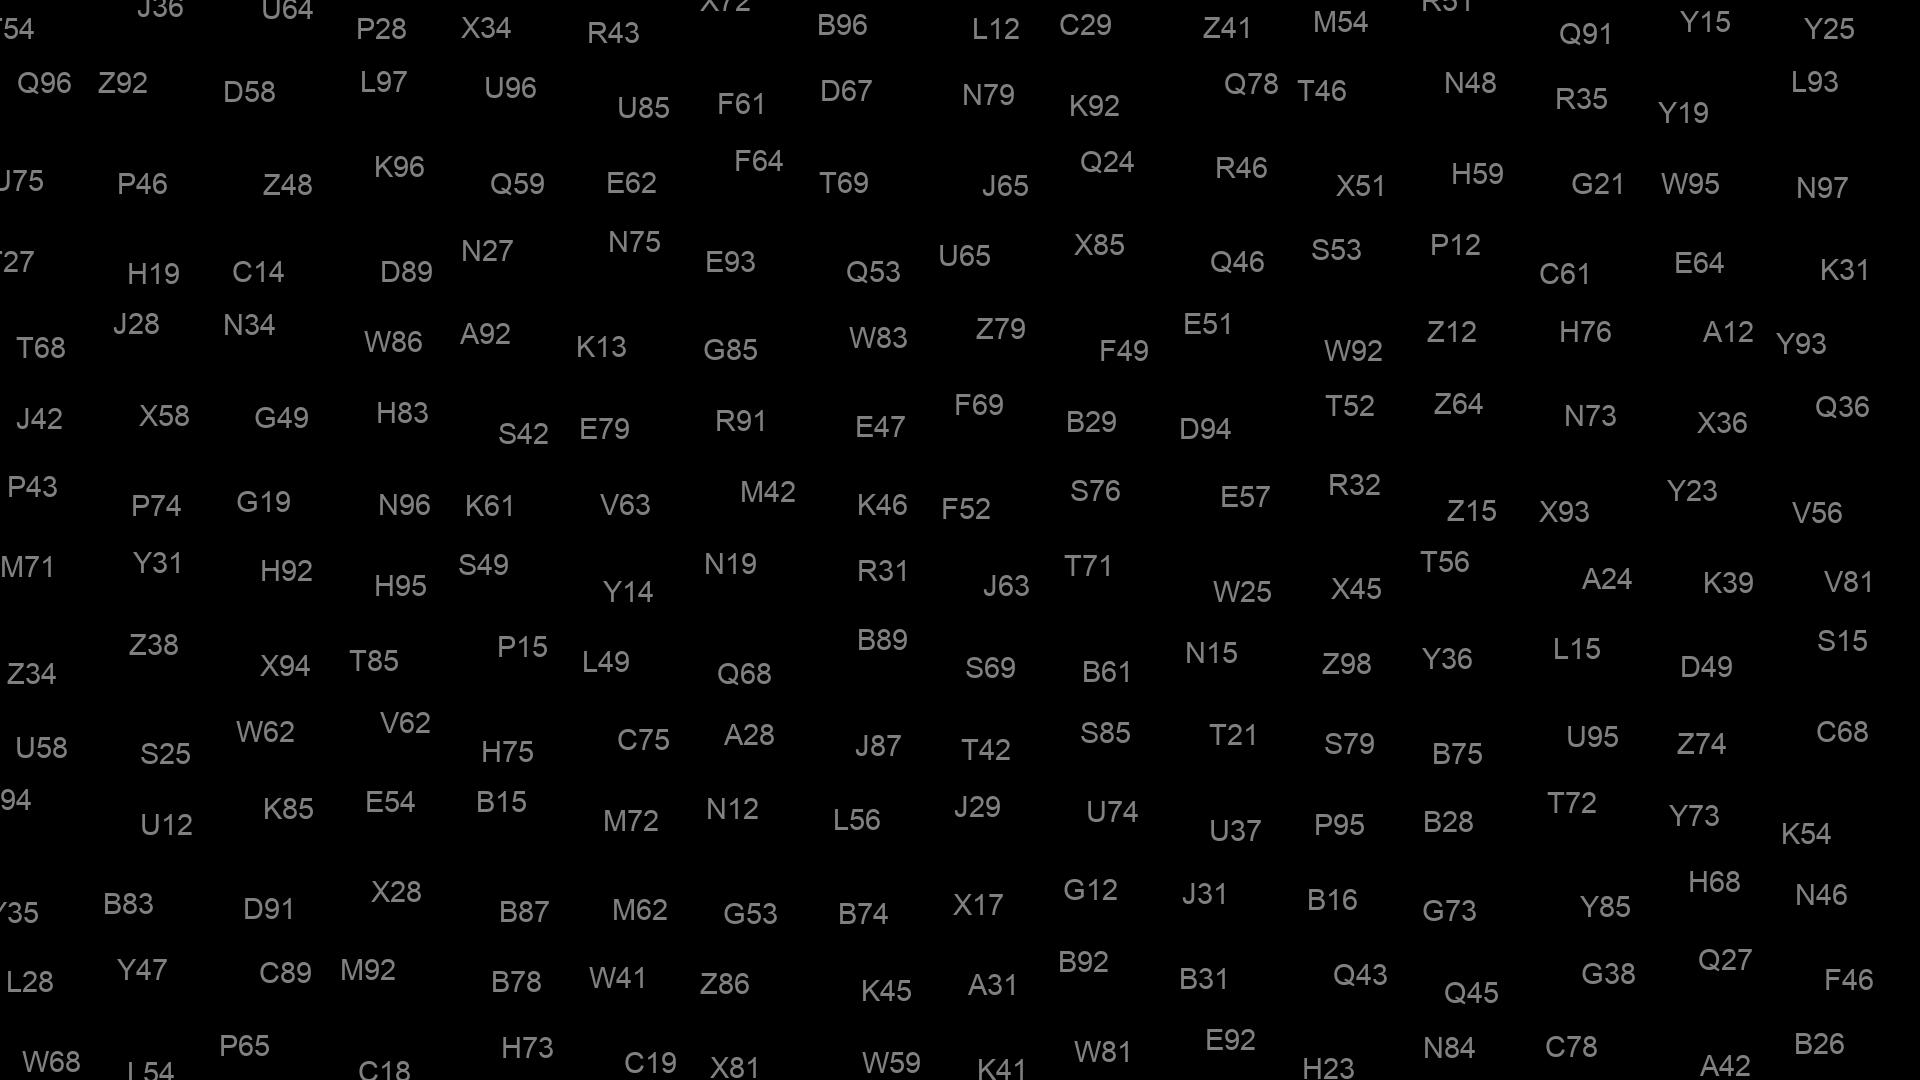 J36 U64 P28 X34 R43 X72 B96 L12 C29 Z41 M54 R51 Q91 Y15 Y25
Q96 Z92 D58 L97 U96 U85 F61 D67 N79 K92 Q78 T46 N48 R35 Y19 L93
U75 P46 Z48 K96 Q59 E62 F64 T69 J65 Q24 R46 X51 H59 G21 W95 N97
H19 C14 D89 N27 N75 E93 Q53 U65 X85 Q46 S53 P12 C61 E64 K31
T68 J28 N34 W86 A92 K13 G85 W83 Z79 F49 E51 W92 Z12 H76 A12 Y93
J42 X58 G49 H83 S42 E79 R91 E47 F69 B29 D94 T52 Z64 N73 X36 Q36
P43 P74 G19 N96 K61 V63 M42 K46 F52 S76 E57 R32 Z15 X93 Y23 V56
M71 Y31 H92 H95 S49 Y14 N19 R31 J63 T71 W25 X45 T56 A24 K39 V81
Z34 Z38 X94 T85 P15 L49 Q68 B89 S69 B61 N15 Z98 Y36 L15 D49 S15
U58 S25 W62 V62 H75 C75 A28 J87 T42 S85 T21 S79 B75 U95 Z74 C68
94 U12 K85 E54 B15 M72 N12 L56 J29 U74 U37 P95 B28 T72 Y73 K54
Y35 B83 D91 X28 B87 M62 G53 B74 X17 G12 J31 B16 G73 Y85 H68 N46
L28 Y47 C89 M92 B78 W41 Z86 K45 A31 B92 B31 Q43 Q45 G38 Q27 F46
W68 L54 P65 C18 H73 C19 X81 W59 K41 W81 E92 H23 N84 C78 A42 B26